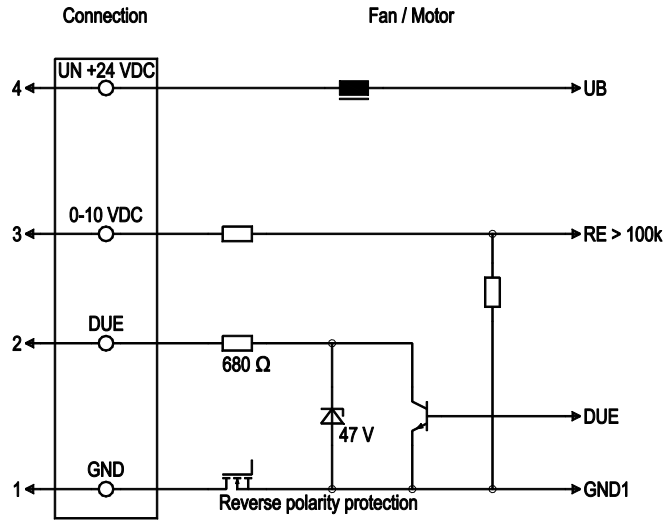 Connection Fan / Motor
UN +24 VDC
4 UB
0-10 VDC
3 RE > 100k
DUE
2
680 Ω
47 V DUE
GND
1 GND1
Reverse polarity protection